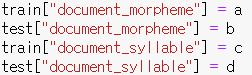 train["document_morpheme"] = a
test["document_morpheme"] = b
train["document_syllable"] = c
test["document_syllable"] = d